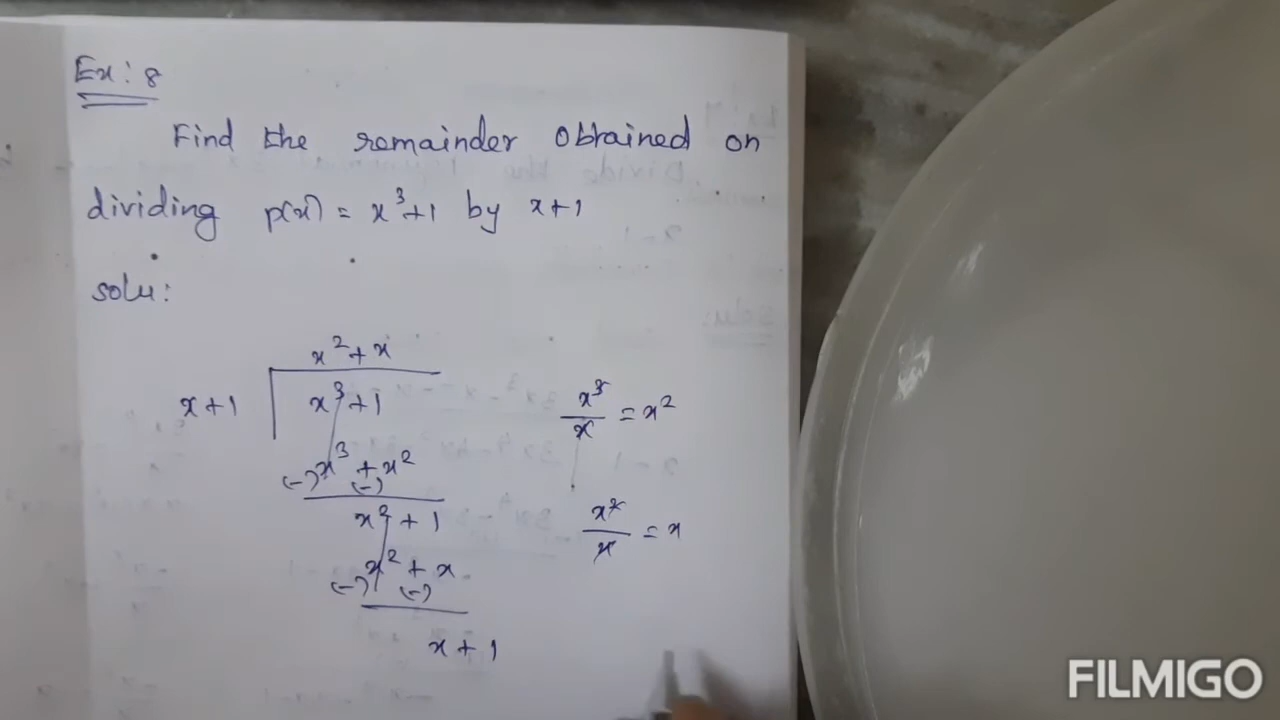 Ex: 8
Find the remainder obtained on
dividing p(x) = x³+1 by x+1
solu:
x² + x
x+1 x³+1
x³/x = x²
(-)x³ +x²
(-)
x² + 1
x²/x = x
x² + x
(-) (-)
x + 1
FILMIGO